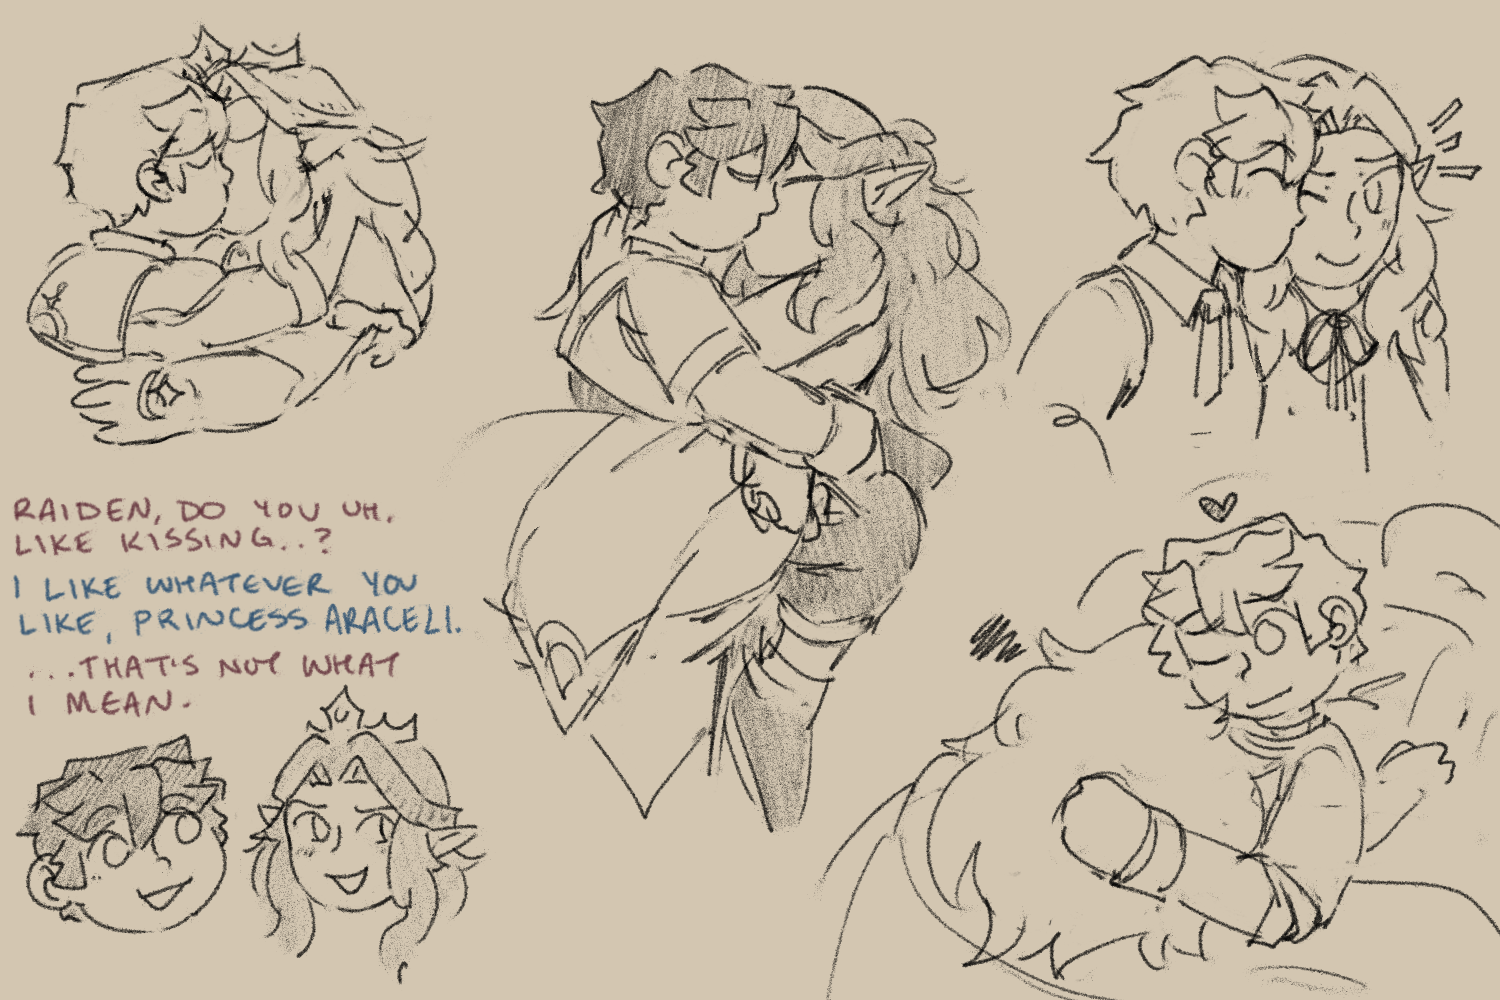 RAIDEN, DO YOU UH,
LIKE KISSING..?
I LIKE WHATEVER YOU
LIKE, PRINCESS ARACELI.
...THAT'S NOT WHAT
I MEAN.